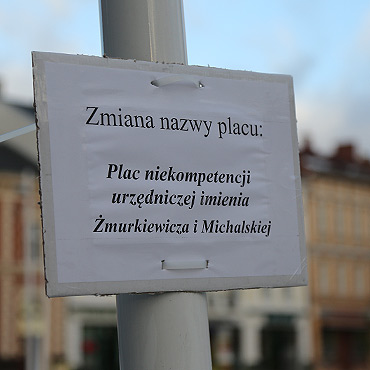 Zmiana nazwy placu:
Plac niekompetencji
urzędniczej imienia
Żmurkiewicza i Michalskiej